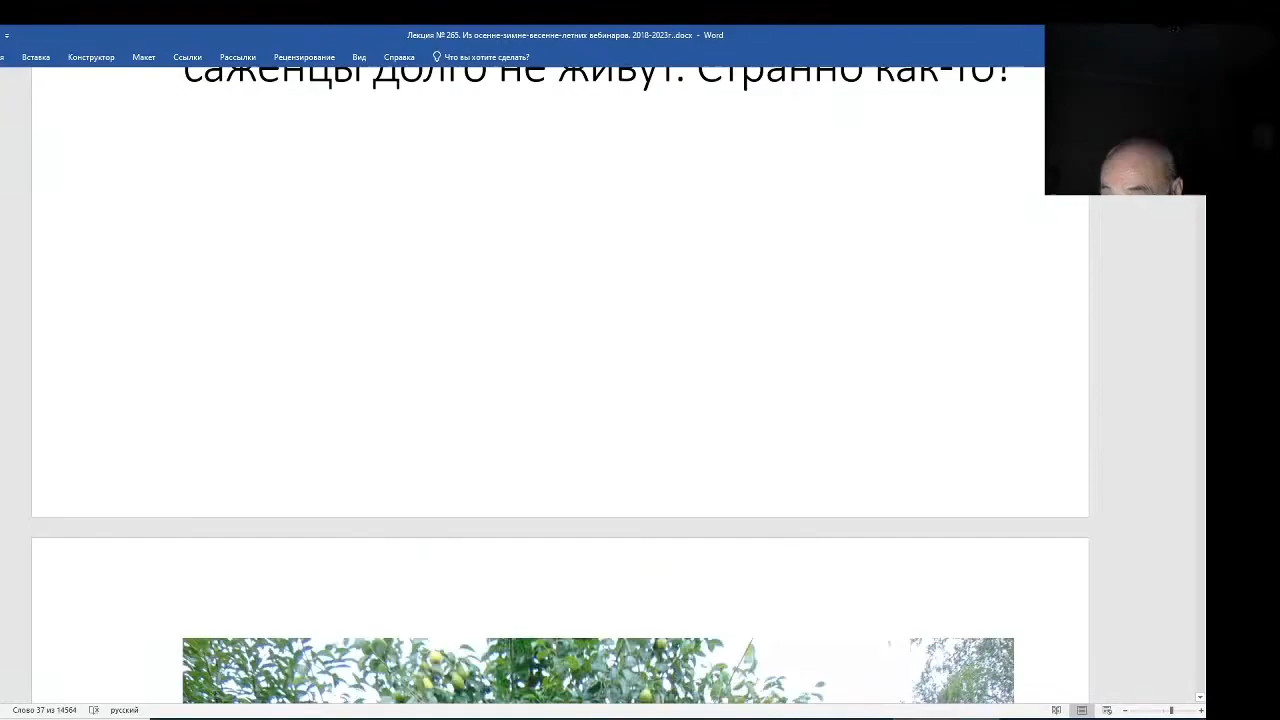 Лекция № 265. Из осенне-зимне-весенне-летних вебинаров. 2018-2023г..docx - Word
я Вставка Конструктор Макет Ссылки Рассылки Рецензирование Вид Справка Что вы хотите сделать?
саженцы долго не живут. Странно как-то!
Слово 37 из 14564 русский